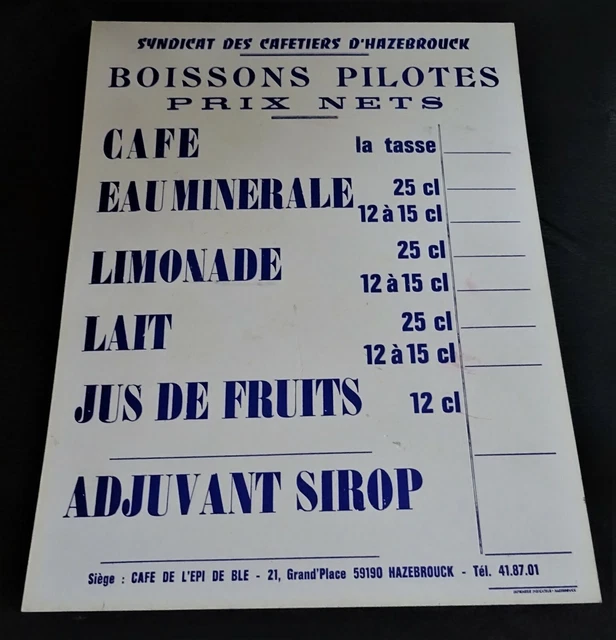 SYNDICAT DES CAFETIERS D'HAZEBROUCK
BOISSONS PILOTES
PRIX NETS
CAFE la tasse
EAU MINERALE 25 cl
12 à 15 cl
LIMONADE 25 cl
12 à 15 cl
LAIT 25 cl
12 à 15 cl
JUS DE FRUITS 12 cl
ADJUVANT SIROP
Siège : CAFE DE L'EPI DE BLE - 21, Grand'Place 59190 HAZEBROUCK - Tél. 41.87.01